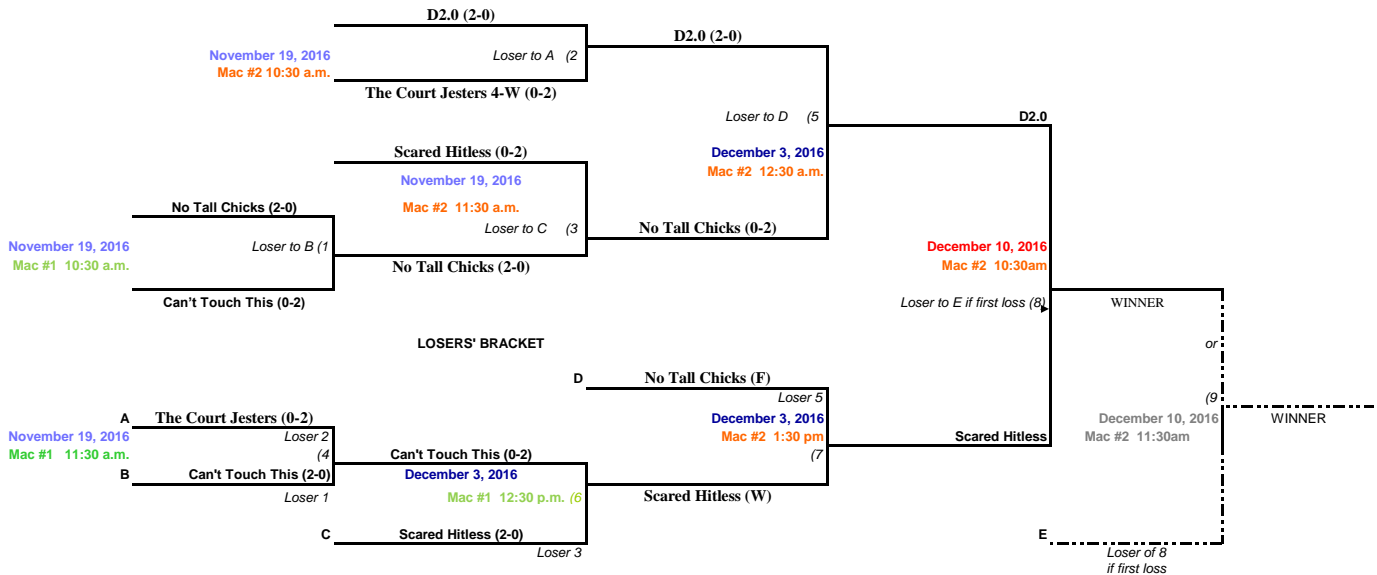 D2.0 (2-0)
D2.0 (2-0)
November 19, 2016
Loser to A (2
Mac #2 10:30 a.m.
The Court Jesters 4-W (0-2)
Loser to D (5
D2.0
Scared Hitless (0-2)
December 3, 2016
Mac #2 12:30 a.m.
November 19, 2016
No Tall Chicks (2-0)
Mac #2 11:30 a.m.
Loser to C (3
No Tall Chicks (0-2)
November 19, 2016
Loser to B (1
December 10, 2016
Mac #1 10:30 a.m.
No Tall Chicks (2-0)
Mac #2 10:30am
Can't Touch This (0-2)
Loser to E if first loss (8)
WINNER
LOSERS' BRACKET
or
D
No Tall Chicks (F)
Loser 5
(9
A
The Court Jesters (0-2)
December 3, 2016
December 10, 2016
WINNER
November 19, 2016
Loser 2
Mac #2 1:30 pm
Scared Hitless
Mac #2 11:30am
Mac #1 11:30 a.m.
(4
Can't Touch This (0-2)
(7
B
Can't Touch This (2-0)
December 3, 2016
Loser 1
Mac #1 12:30 p.m. (6
Scared Hitless (W)
C
Scared Hitless (2-0)
E
Loser 3
Loser of 8
if first loss